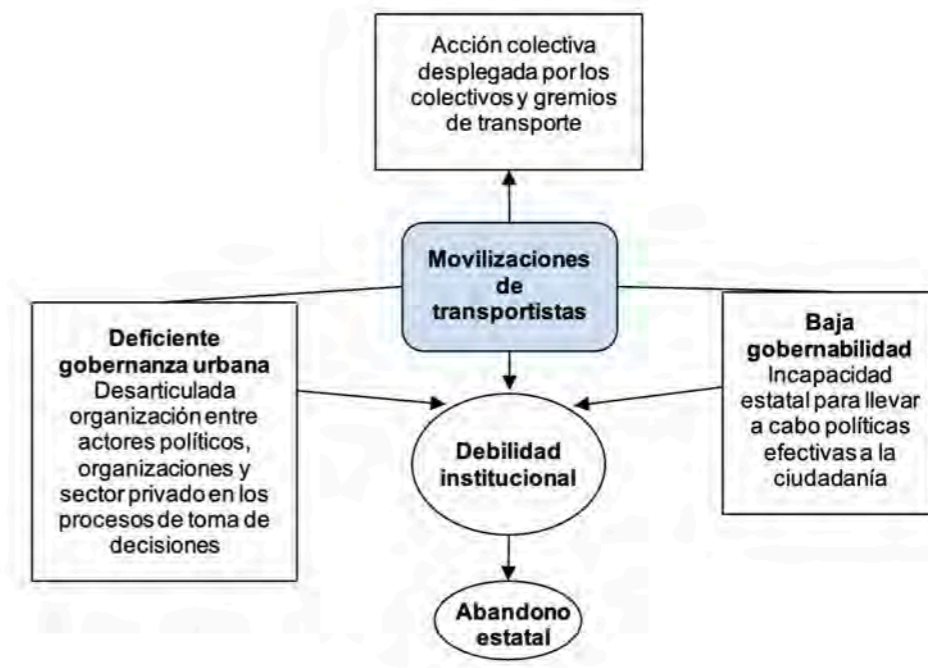 Acción colectiva
desplegada por los
colectivos y gremios
de transporte
Movilizaciones
de
transportistas
Deficiente
gobernanza urbana
Desarticulada
organización entre
actores políticos,
organizaciones y
sector privado en los
procesos de toma de
decisiones
Baja
gobernabilidad
Incapacidad
estatal para llevar
a cabo políticas
efectivas a la
ciudadanía
Debilidad
institucional
Abandono
estatal